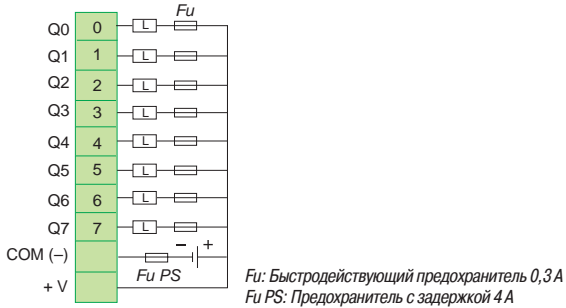 Fu
Q0 0 L
Q1 1 L
Q2 2 L
Q3 3 L
Q4 4 L
Q5 5 L
Q6 6 L
Q7 7 L
COM (–) – +
Fu PS
+ V
Fu: Быстродействующий предохранитель 0,3 А
Fu PS: Предохранитель с задержкой 4 А